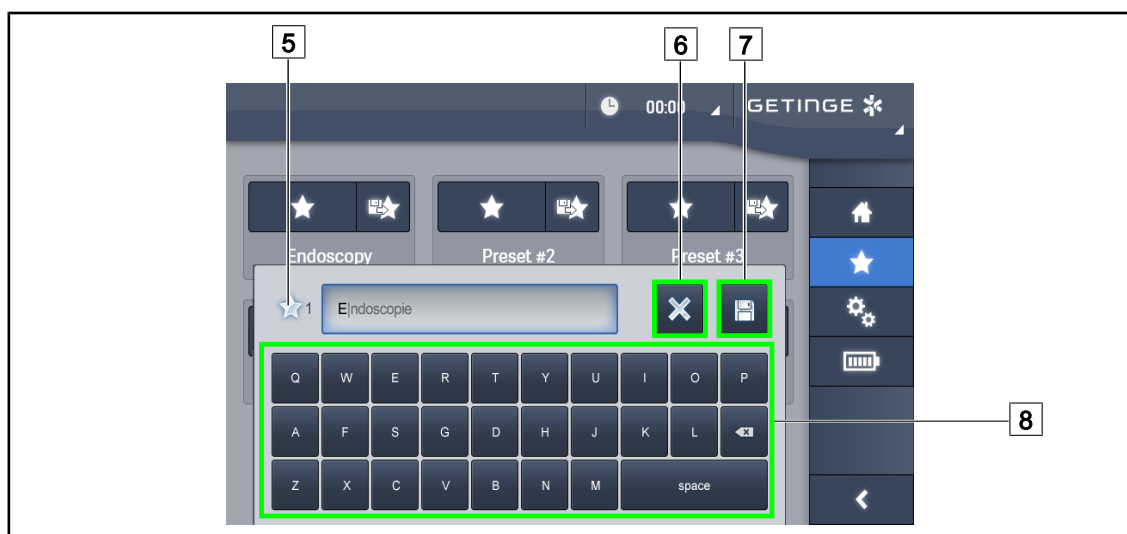 5
6
7
00:00
GETINGE
Endoscopy
Preset #2
Preset #3
1
Endoscopie
Q W E R T Y U I O P
A F S G D H J K L
8
Z X C V B N M space